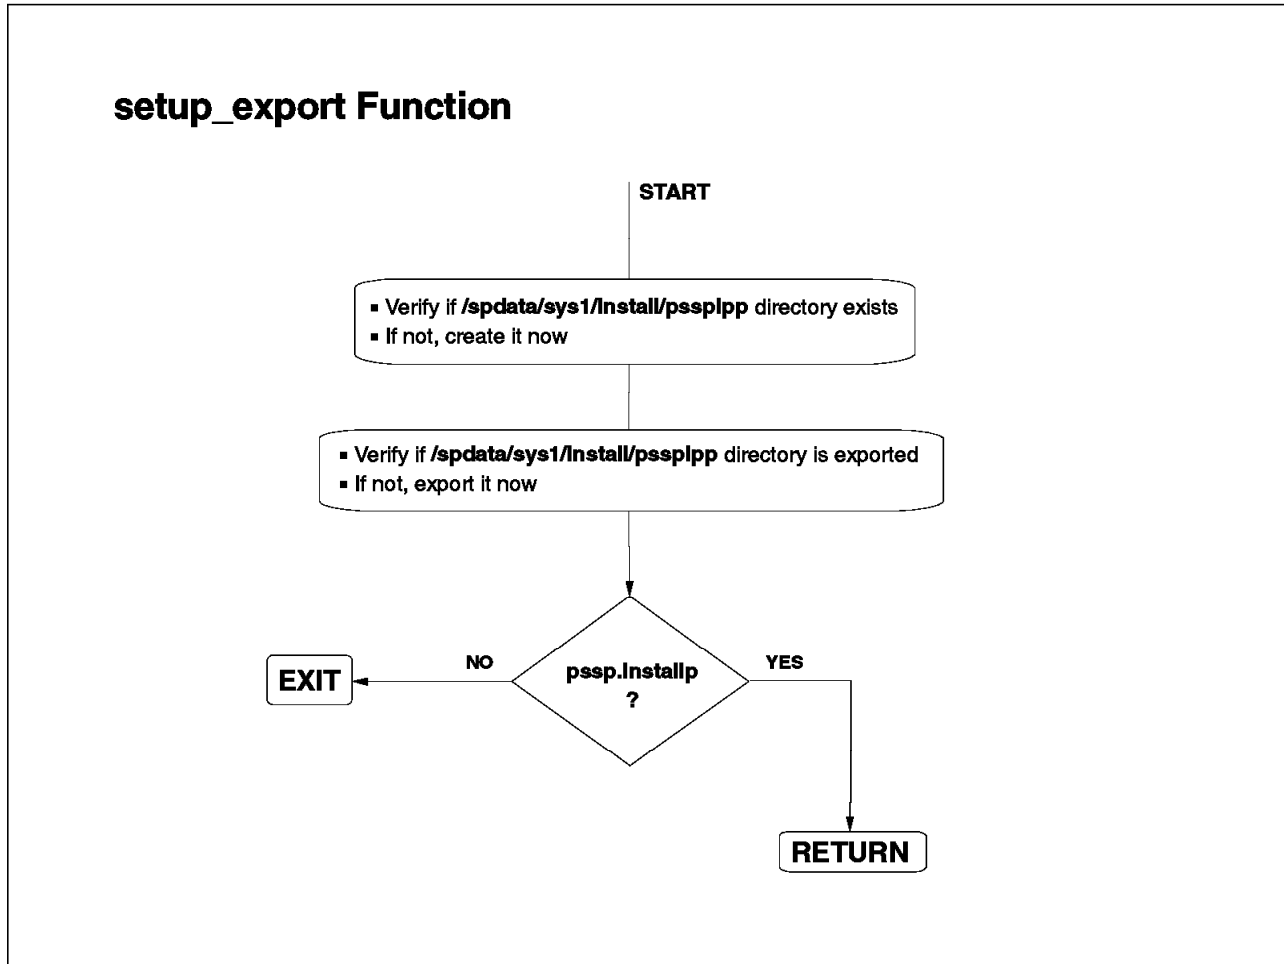 setup_export Function
START
▪ Verify if /spdata/sys1/install/pssplpp directory exists
▪ If not, create it now
▪ Verify if /spdata/sys1/install/pssplpp directory is exported
▪ If not, export it now
NO
YES
EXIT
pssp.installp
?
RETURN